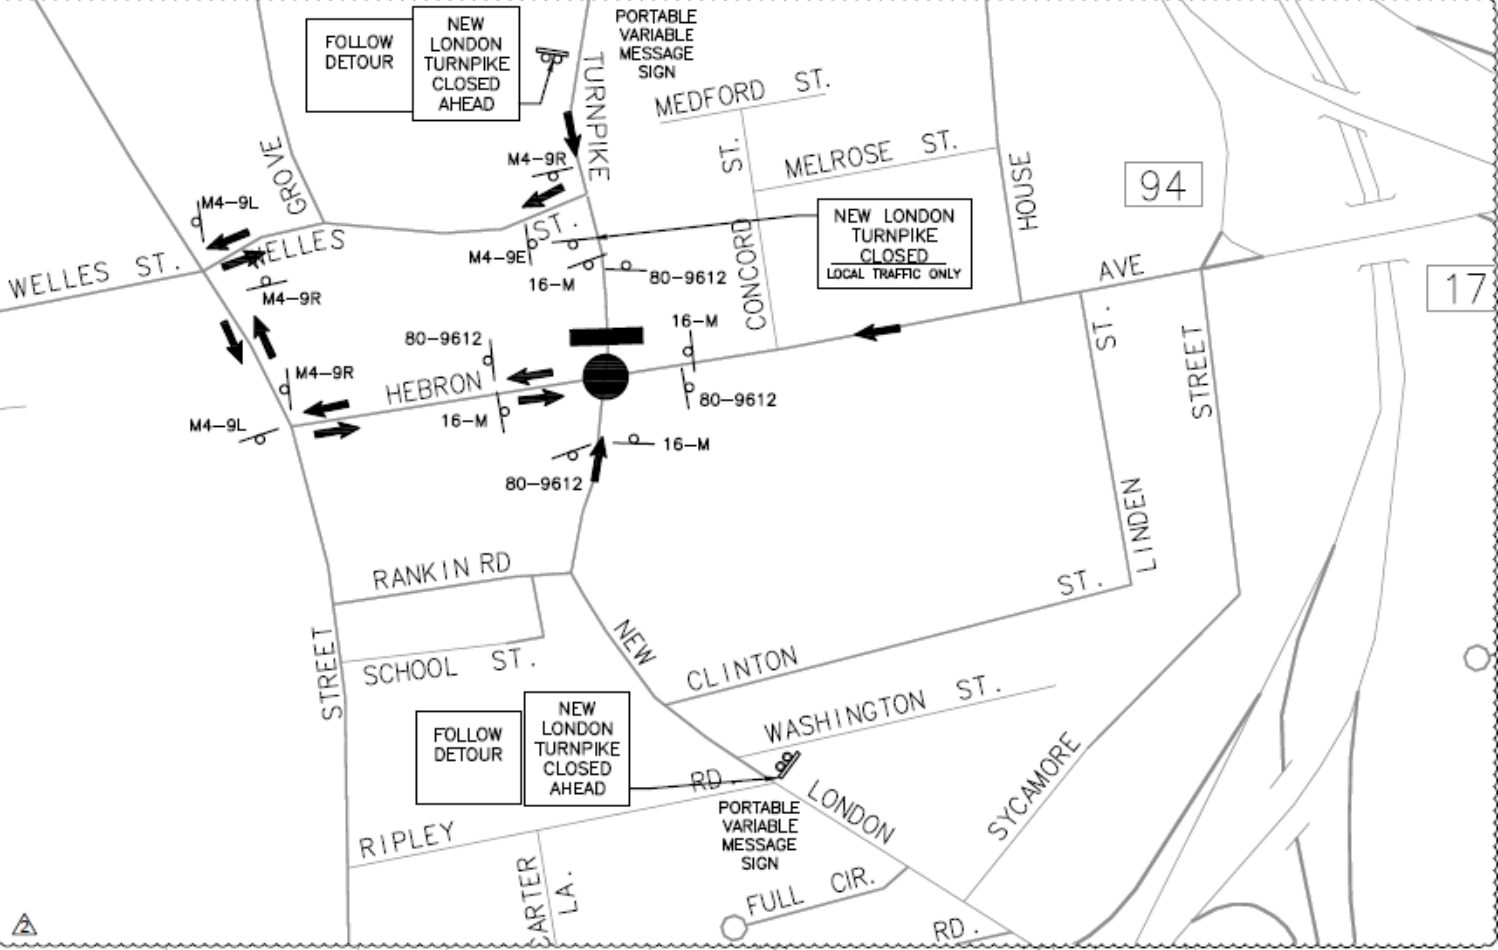 FOLLOW
DETOUR
NEW
LONDON
TURNPIKE
CLOSED
AHEAD
PORTABLE
VARIABLE
MESSAGE
SIGN
TURNPIKE
MEDFORD ST.
ST.
CONCORD
MELROSE ST.
HOUSE
94
GROVE
M4-9R
M4-9L
WELLES
ST.
WELLES ST.
M4-9E
M4-9R
16-M
80-9612
NEW LONDON
TURNPIKE
CLOSED
LOCAL TRAFFIC ONLY
AVE
17
80-9612
16-M
M4-9R
HEBRON
M4-9L
16-M
80-9612
16-M
80-9612
ST.
LINDEN
STREET
RANKIN RD
STREET
SCHOOL ST.
NEW
CLINTON ST.
WASHINGTON ST.
FOLLOW
DETOUR
NEW
LONDON
TURNPIKE
CLOSED
AHEAD
RIPLEY RD.
LONDON
SYCAMORE
PORTABLE
VARIABLE
MESSAGE
SIGN
CARTER
LA.
FULL CIR.
RD.
2